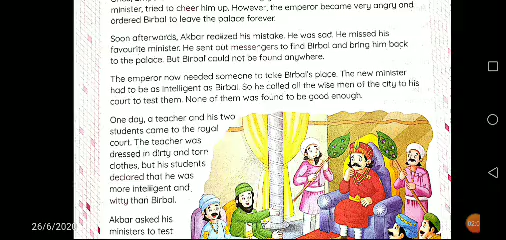 minister, tried to cheer him up. However, the emperor became very angry and
ordered Birbal to leave the palace forever.
Soon afterwards, Akbar realized his mistake. He was sad. He missed his
favourite minister. He sent out messengers to find Birbal and bring him back
to the palace. But Birbal could not be found anywhere.
The emperor now needed someone to take Birbal's place. The new minister
had to be as intelligent as Birbal. So he called all the wise men of the city to his
court to test them. None of them was found to be good enough.
One day, a teacher and his two
students came to the royal
court. The teacher was
dressed in dirty and torn
clothes, but his students
declared that he was
more intelligent and
witty than Birbal.
Akbar asked his
ministers to test
26/6/2020